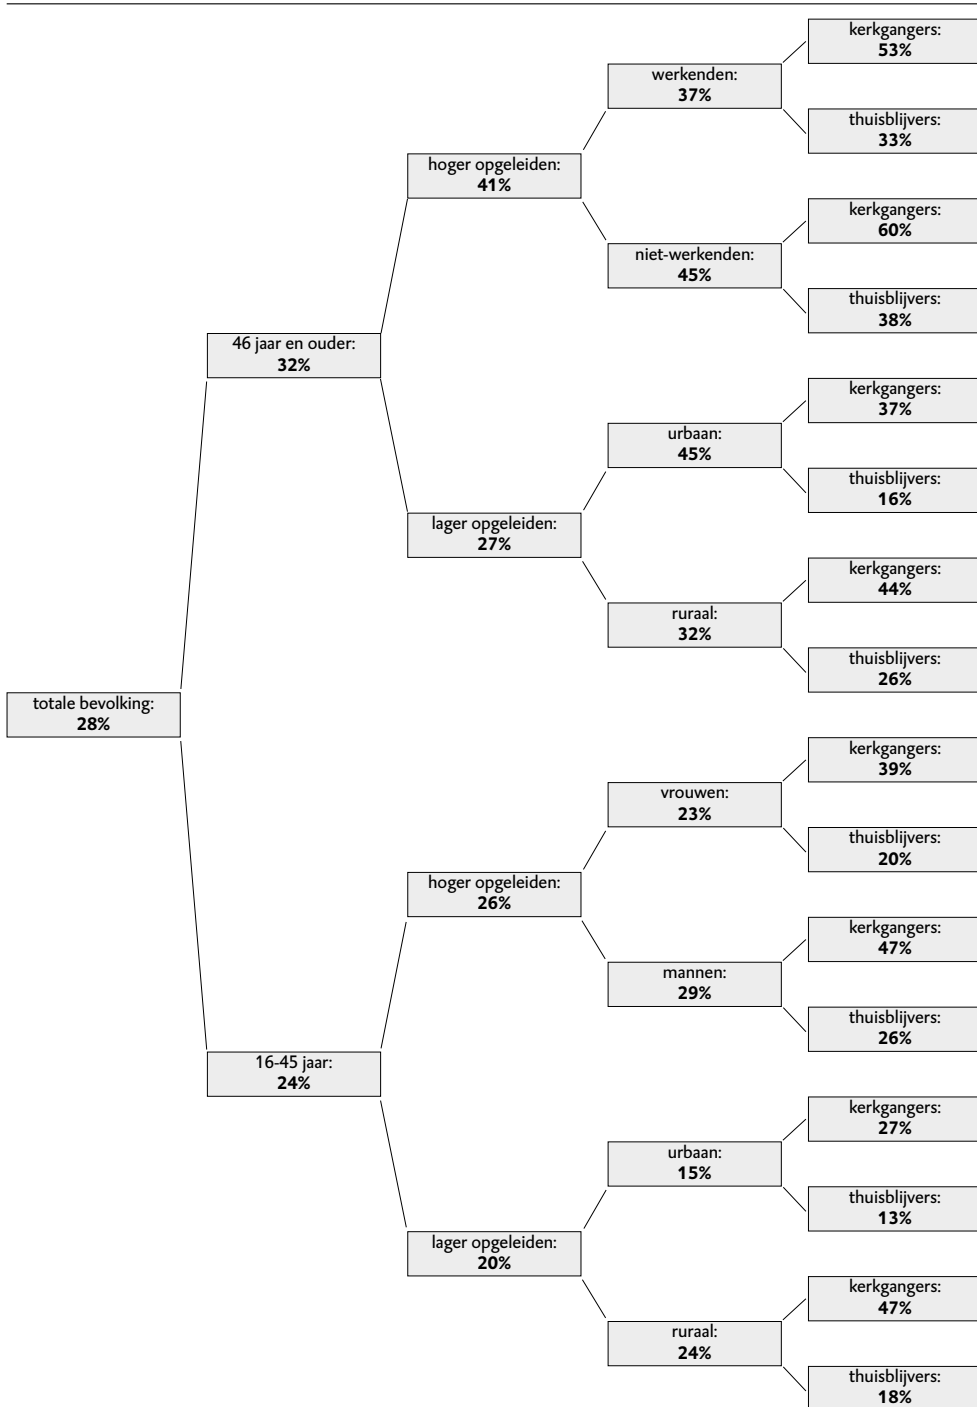 kerkgangers:
53%
werkenden:
37%
thuisblijvers:
33%
hoger opgeleiden:
41%
kerkgangers:
60%
niet-werkenden:
45%
thuisblijvers:
38%
46 jaar en ouder:
32%
kerkgangers:
37%
urbaan:
45%
thuisblijvers:
16%
lager opgeleiden:
27%
kerkgangers:
44%
ruraal:
32%
thuisblijvers:
26%
totale bevolking:
28%
kerkgangers:
39%
vrouwen:
23%
thuisblijvers:
20%
hoger opgeleiden:
26%
kerkgangers:
47%
mannen:
29%
thuisblijvers:
26%
16-45 jaar:
24%
kerkgangers:
27%
urbaan:
15%
thuisblijvers:
13%
lager opgeleiden:
20%
kerkgangers:
47%
ruraal:
24%
thuisblijvers:
18%